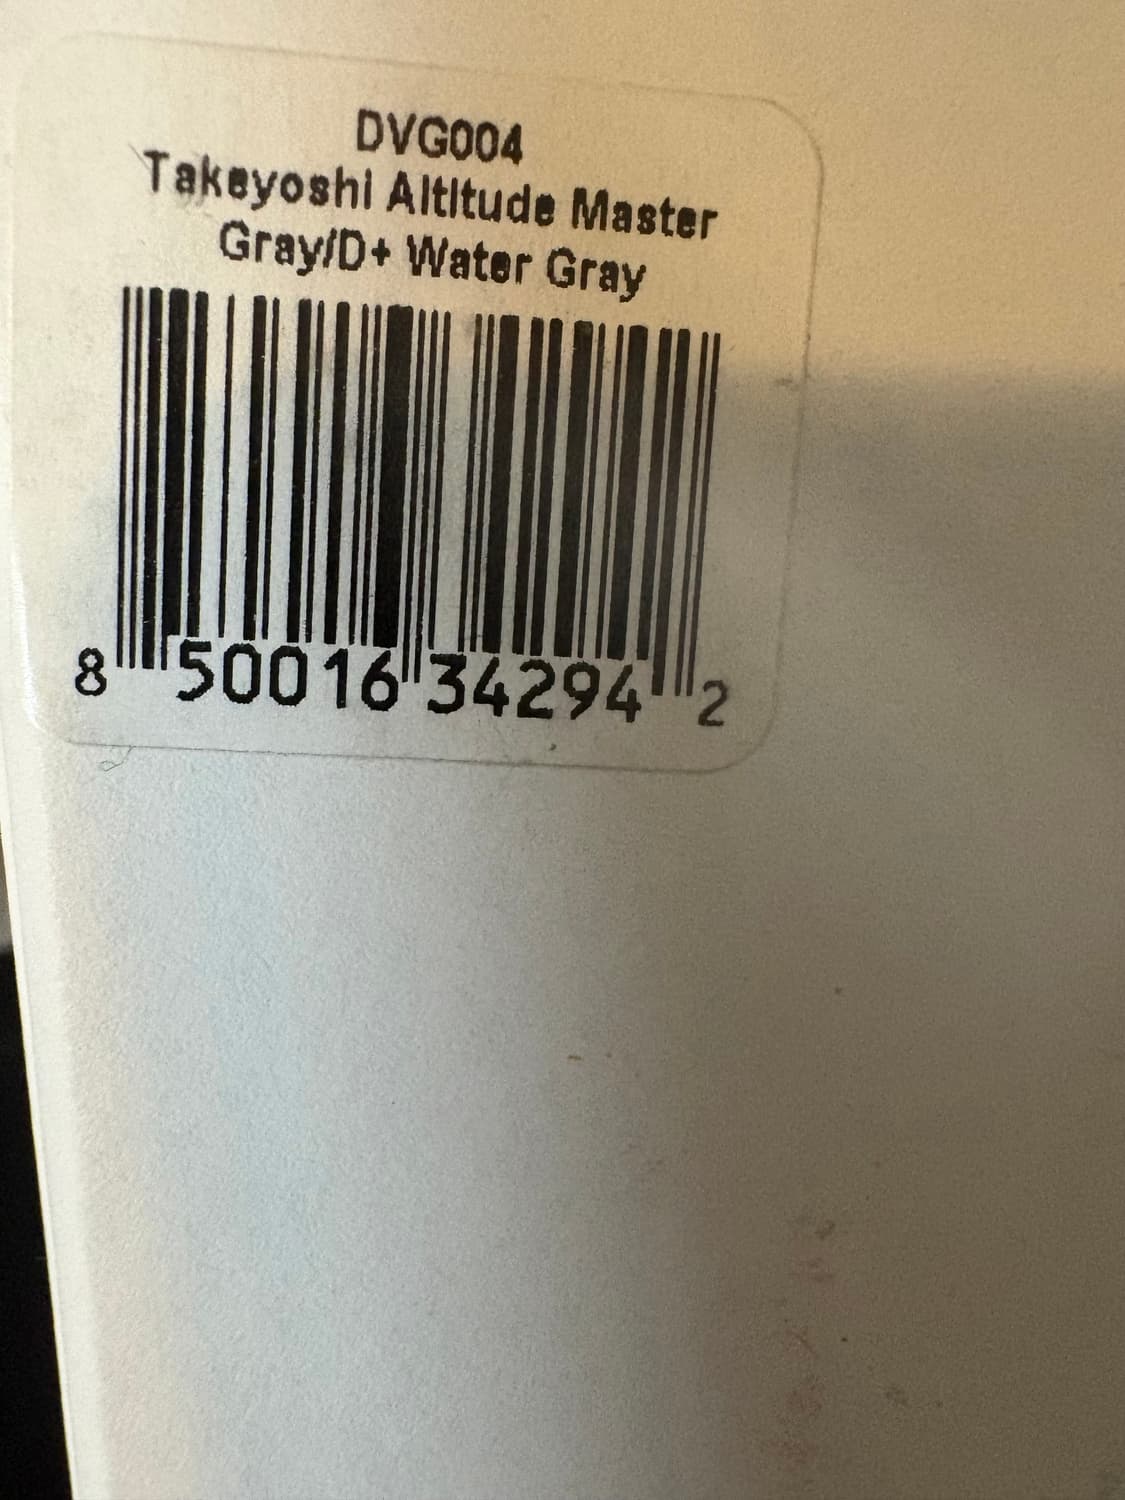 DVG004
Takeyoshi Altitude Master
Gray/D+ Water Gray
8 50016 34294 2